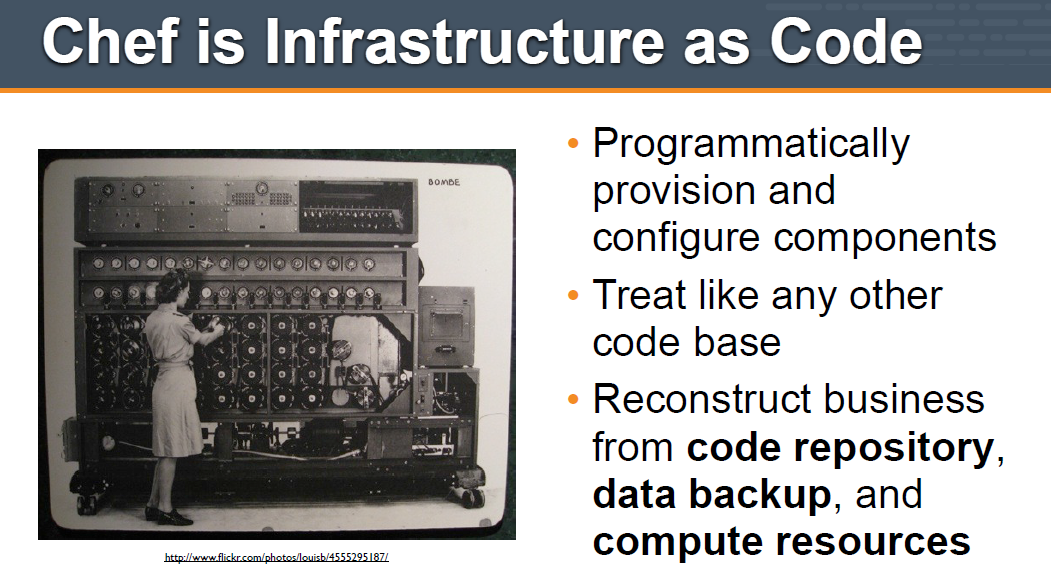 Chef is Infrastructure as Code
BOMBE
http://www.flickr.com/photos/louisb/4555295187/
• Programmatically
provision and
configure components
• Treat like any other
code base
• Reconstruct business
from code repository,
data backup, and
compute resources